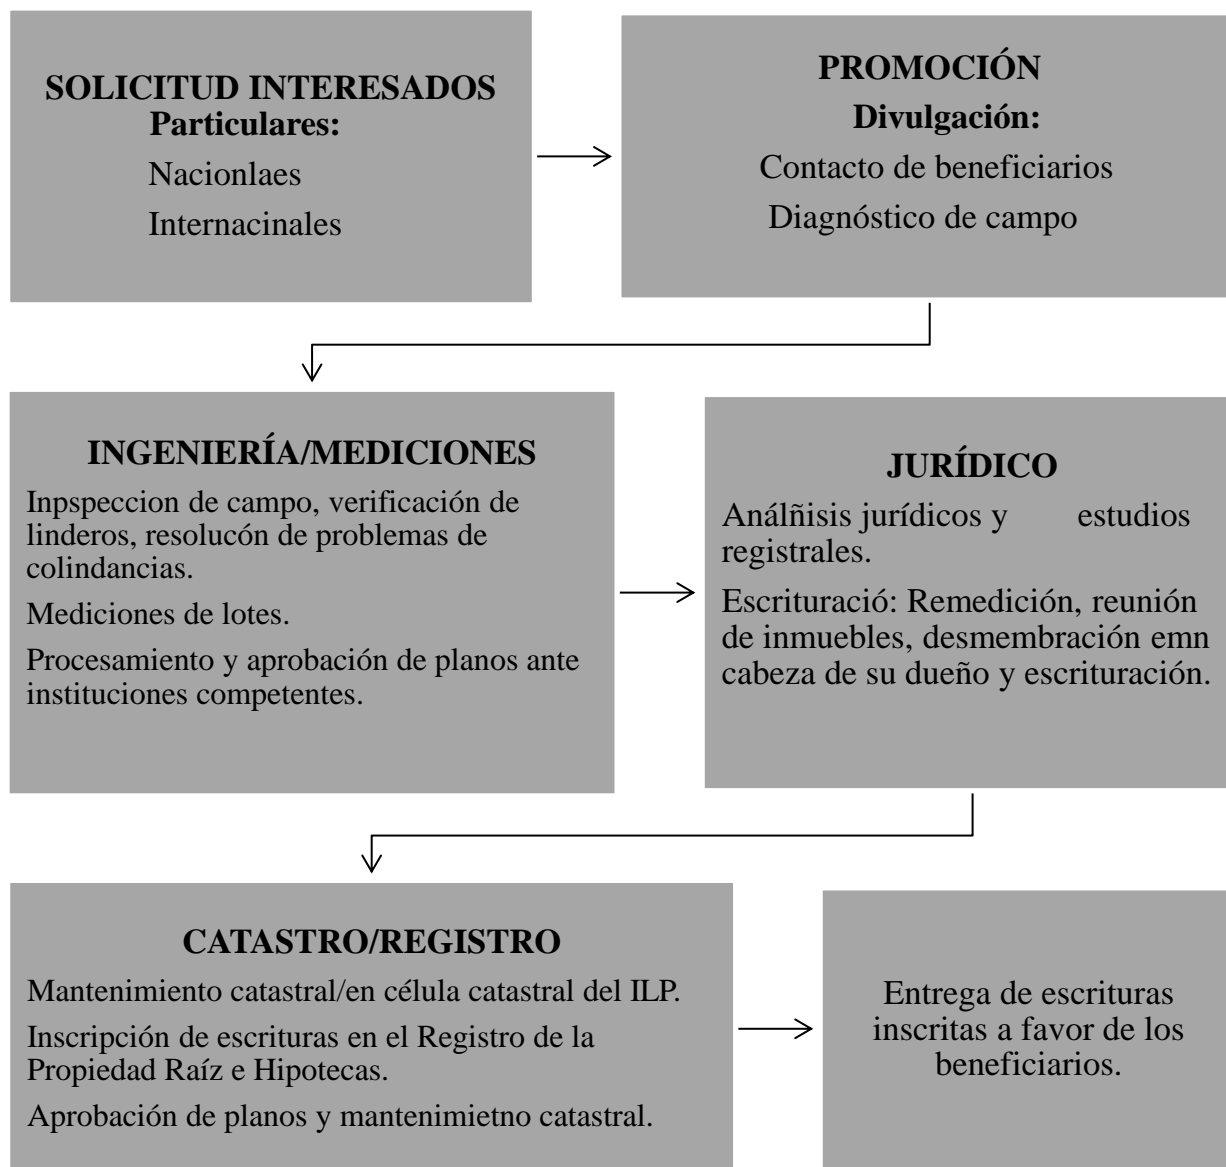 SOLICITUD INTERESADOS
Particulares:
Nacionlaes
Internacinales
PROMOCIÓN
Divulgación:
Contacto de beneficiarios
Diagnóstico de campo
INGENIERÍA/MEDICIONES
Inpspeccion de campo, verificación de
linderos, resolucón de problemas de
colindancias.
Mediciones de lotes.
Procesamiento y aprobación de planos ante
instituciones competentes.
JURÍDICO
Análñisis jurídicos y estudios
registrales.
Escrituració: Remedición, reunión
de inmuebles, desmembración emn
cabeza de su dueño y escrituración.
CATASTRO/REGISTRO
Mantenimiento catastral/en célula catastral del ILP.
Inscripción de escrituras en el Registro de la
Propiedad Raíz e Hipotecas.
Aprobación de planos y mantenimietno catastral.
Entrega de escrituras
inscritas a favor de los
beneficiarios.